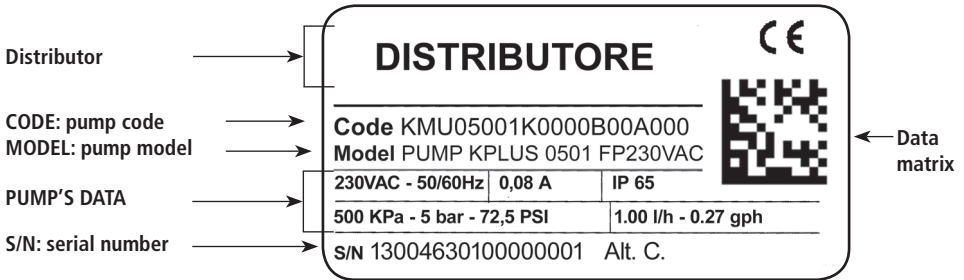 Distributor
DISTRIBUTORE
CE
CODE: pump code
Code KMU05001K0000B00A000
MODEL: pump model
Model PUMP KPLUS 0501 FP230VAC
Data
matrix
PUMP'S DATA
230VAC - 50/60Hz 0,08 A IP 65
500 KPa - 5 bar - 72,5 PSI 1.00 l/h - 0.27 gph
S/N: serial number
S/N 13004630100000001 Alt. C.